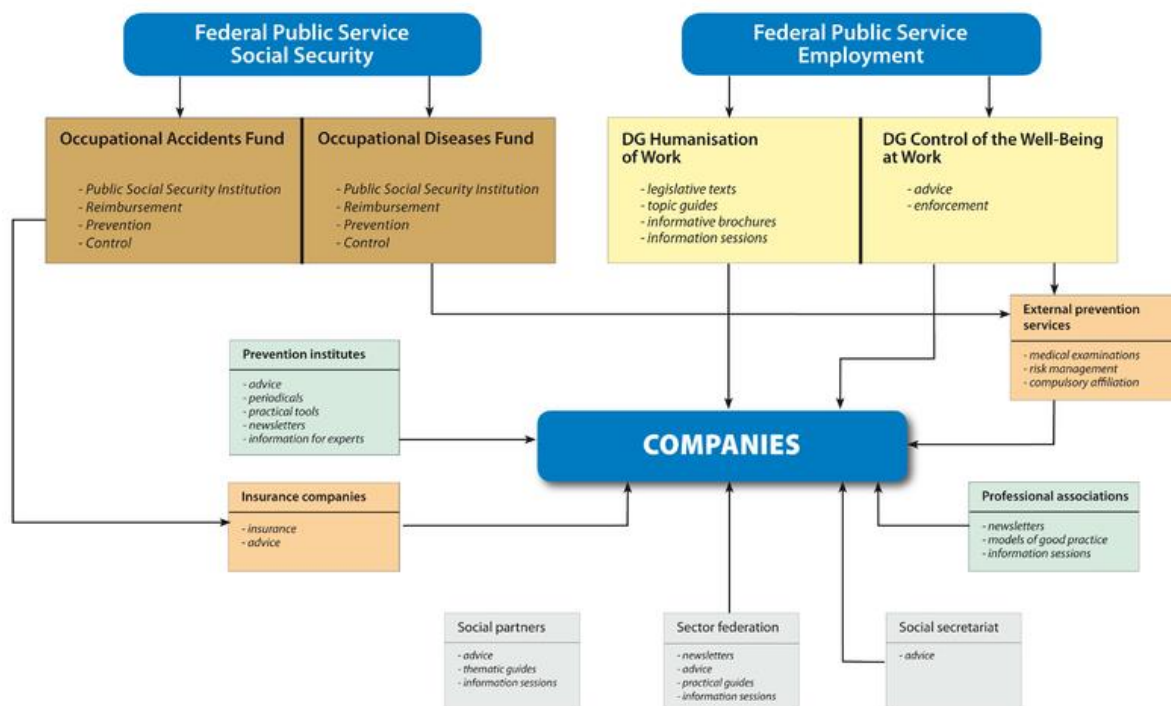 Federal Public Service
Social Security
Federal Public Service
Employment
Occupational Accidents Fund
- Public Social Security Institution
- Reimbursement
- Prevention
- Control
Occupational Diseases Fund
- Public Social Security Institution
- Reimbursement
- Prevention
- Control
DG Humanisation
of Work
- legislative texts
- topic guides
- informative brochures
- information sessions
DG Control of the Well-Being
at Work
- advice
- enforcement
External prevention
services
- medical examinations
- risk management
- compulsory affiliation
Prevention institutes
- advice
- periodicals
- practical tools
- newsletters
- information for experts
COMPANIES
Insurance companies
- insurance
- advice
Professional associations
- newsletters
- models of good practice
- information sessions
Social partners
- advice
- thematic guides
- information sessions
Sector federation
- newsletters
- advice
- practical guides
- information sessions
Social secretariat
- advice